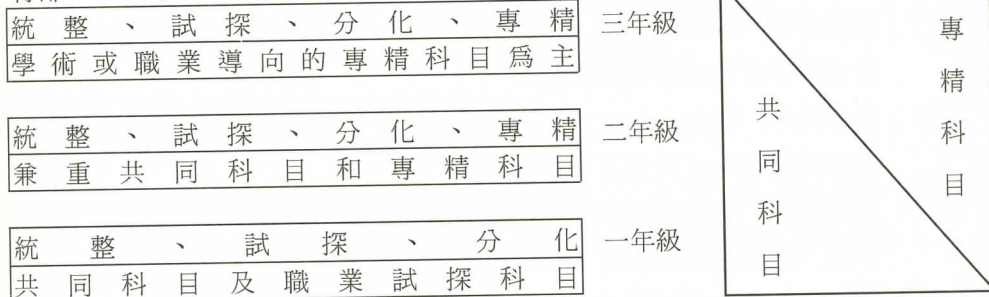 統整、試探、分化、專精
學術或職業導向的專精科目爲主
三年級
統整、試探、分化、專精
兼重共同科目和專精科目
二年級
統整、試探、分化
共同科目及職業試探科目
一年級
共同科目
專精科目